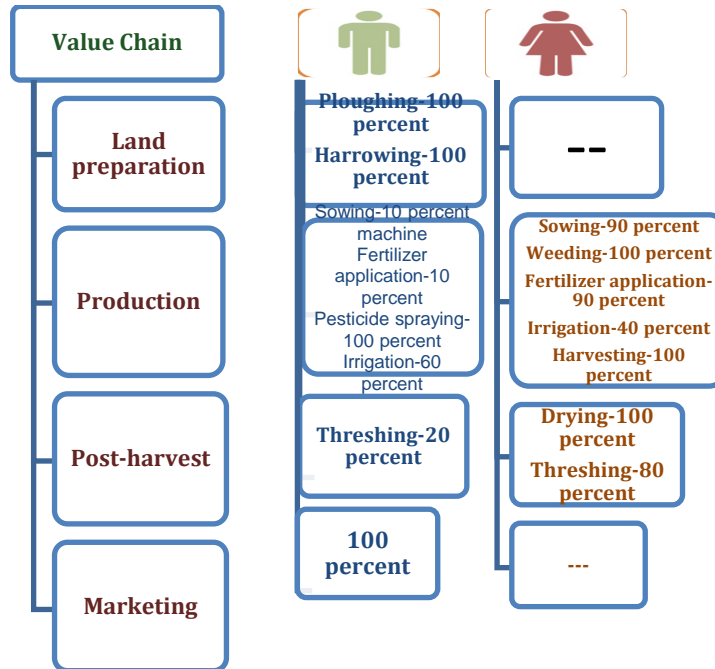 Value Chain
Land
preparation
Production
Post-harvest
Marketing
Ploughing-100
percent
Harrowing-100
percent
Sowing-10 percent
machine
Fertilizer
application-10
percent
Pesticide spraying-
100 percent
Irrigation-60
percent
Threshing-20
percent
100
percent
--
Sowing-90 percent
Weeding-100 percent
Fertilizer application-
90 percent
Irrigation-40 percent
Harvesting-100
percent
Drying-100
percent
Threshing-80
percent
---